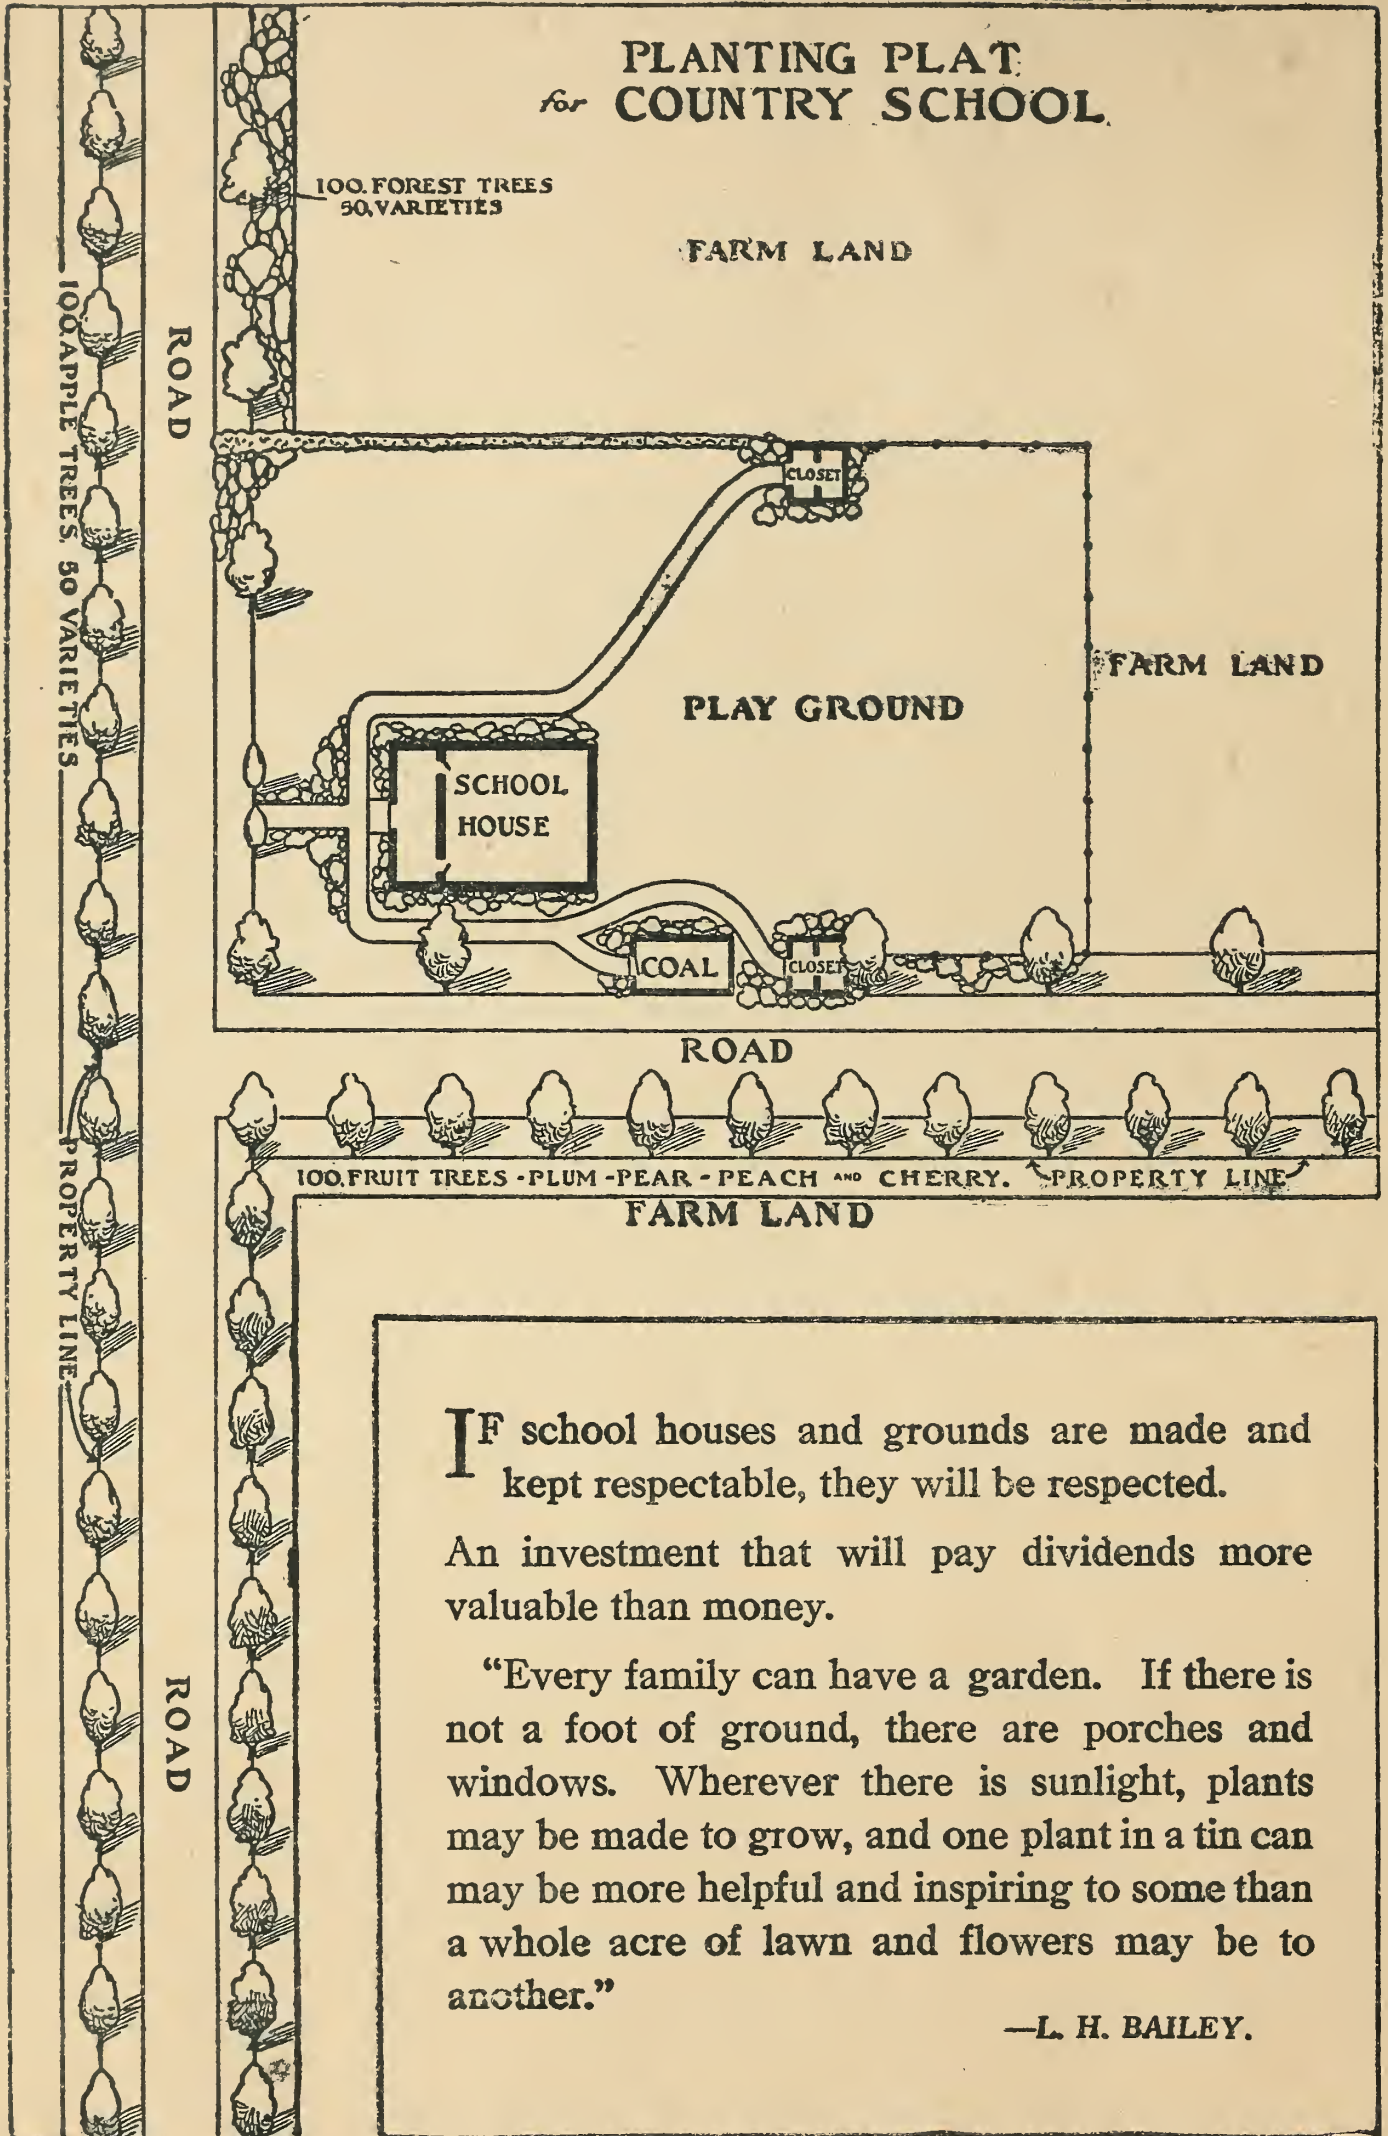 PLANTING PLAT
for COUNTRY SCHOOL
100. FOREST TREES
50, VARIETIES
FARM LAND
ROAD
100. APPLE TREES. 50 VARIETIES
CLOSET
FARM LAND
PLAY GROUND
SCHOOL
HOUSE
COAL
CLOSET
ROAD
100. FRUIT TREES - PLUM - PEAR - PEACH AND CHERRY.
PROPERTY LINE
FARM LAND
PROPERTY LINE
ROAD
IF school houses and grounds are made and
kept respectable, they will be respected.
An investment that will pay dividends more
valuable than money.
“Every family can have a garden. If there is
not a foot of ground, there are porches and
windows. Wherever there is sunlight, plants
may be made to grow, and one plant in a tin can
may be more helpful and inspiring to some than
a whole acre of lawn and flowers may be to
another.”
—L. H. BAILEY.